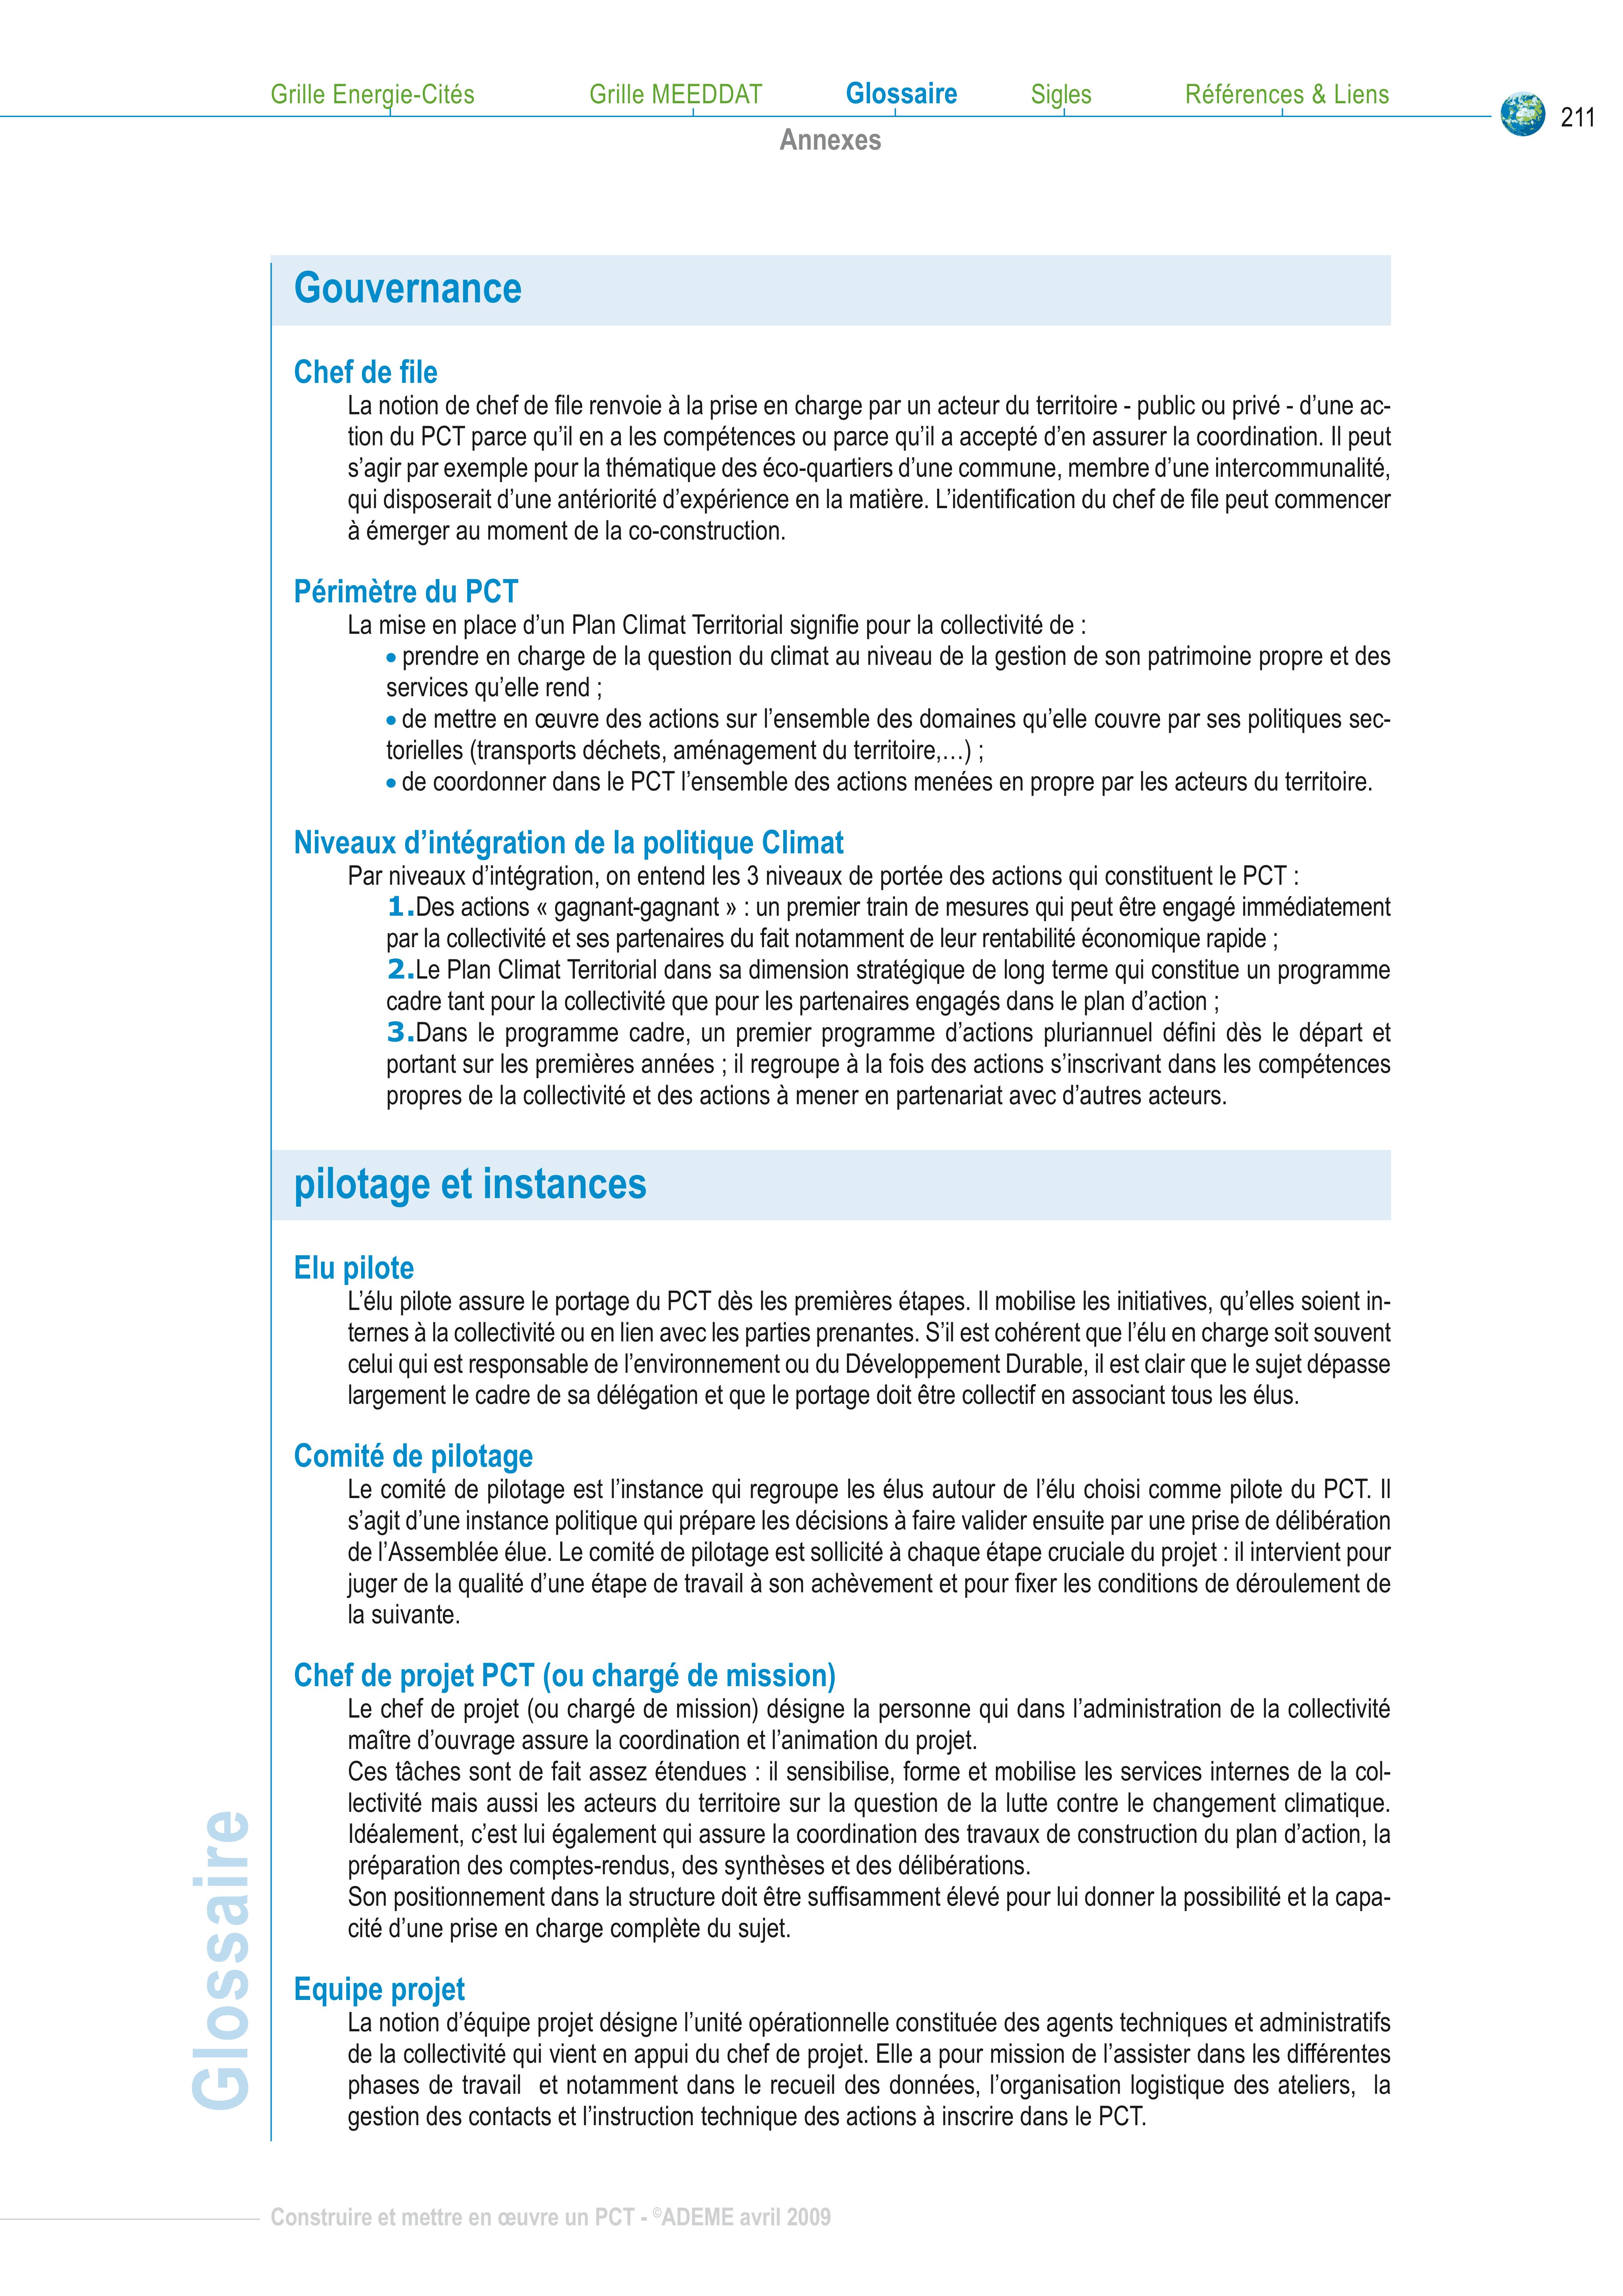 Grille Energie-Cités Grille MEEDDAT Glossaire Sigles Références & Liens
211
Annexes
Gouvernance
Chef de file
La notion de chef de file renvoie à la prise en charge par un acteur du territoire - public ou privé - d’une ac-
tion du PCT parce qu’il en a les compétences ou parce qu’il a accepté d’en assurer la coordination. Il peut
s’agir par exemple pour la thématique des éco-quartiers d’une commune, membre d’une intercommunalité,
qui disposerait d’une antériorité d’expérience en la matière. L’identification du chef de file peut commencer
à émerger au moment de la co-construction.
Périmètre du PCT
La mise en place d’un Plan Climat Territorial signifie pour la collectivité de :
• prendre en charge de la question du climat au niveau de la gestion de son patrimoine propre et des
services qu’elle rend ;
• de mettre en œuvre des actions sur l’ensemble des domaines qu’elle couvre par ses politiques sec-
torielles (transports déchets, aménagement du territoire,…) ;
• de coordonner dans le PCT l’ensemble des actions menées en propre par les acteurs du territoire.
Niveaux d’intégration de la politique Climat
Par niveaux d’intégration, on entend les 3 niveaux de portée des actions qui constituent le PCT :
1.Des actions « gagnant-gagnant » : un premier train de mesures qui peut être engagé immédiatement
par la collectivité et ses partenaires du fait notamment de leur rentabilité économique rapide ;
2.Le Plan Climat Territorial dans sa dimension stratégique de long terme qui constitue un programme
cadre tant pour la collectivité que pour les partenaires engagés dans le plan d’action ;
3.Dans le programme cadre, un premier programme d’actions pluriannuel défini dès le départ et
portant sur les premières années ; il regroupe à la fois des actions s’inscrivant dans les compétences
propres de la collectivité et des actions à mener en partenariat avec d’autres acteurs.
pilotage et instances
Elu pilote
L’élu pilote assure le portage du PCT dès les premières étapes. Il mobilise les initiatives, qu’elles soient in-
ternes à la collectivité ou en lien avec les parties prenantes. S’il est cohérent que l’élu en charge soit souvent
celui qui est responsable de l’environnement ou du Développement Durable, il est clair que le sujet dépasse
largement le cadre de sa délégation et que le portage doit être collectif en associant tous les élus.
Comité de pilotage
Le comité de pilotage est l’instance qui regroupe les élus autour de l’élu choisi comme pilote du PCT. Il
s’agit d’une instance politique qui prépare les décisions à faire valider ensuite par une prise de délibération
de l’Assemblée élue. Le comité de pilotage est sollicité à chaque étape cruciale du projet : il intervient pour
juger de la qualité d’une étape de travail à son achèvement et pour fixer les conditions de déroulement de
la suivante.
Chef de projet PCT (ou chargé de mission)
Le chef de projet (ou chargé de mission) désigne la personne qui dans l’administration de la collectivité
maître d’ouvrage assure la coordination et l’animation du projet.
Ces tâches sont de fait assez étendues : il sensibilise, forme et mobilise les services internes de la col-
lectivité mais aussi les acteurs du territoire sur la question de la lutte contre le changement climatique.
Idéalement, c’est lui également qui assure la coordination des travaux de construction du plan d’action, la
préparation des comptes-rendus, des synthèses et des délibérations.
Son positionnement dans la structure doit être suffisamment élevé pour lui donner la possibilité et la capa-
cité d’une prise en charge complète du sujet.
Equipe projet
La notion d’équipe projet désigne l’unité opérationnelle constituée des agents techniques et administratifs
de la collectivité qui vient en appui du chef de projet. Elle a pour mission de l’assister dans les différentes
phases de travail et notamment dans le recueil des données, l’organisation logistique des ateliers, la
gestion des contacts et l’instruction technique des actions à inscrire dans le PCT.
Glossaire
Construire et mettre en œuvre un PCT - ©ADEME avril 2009